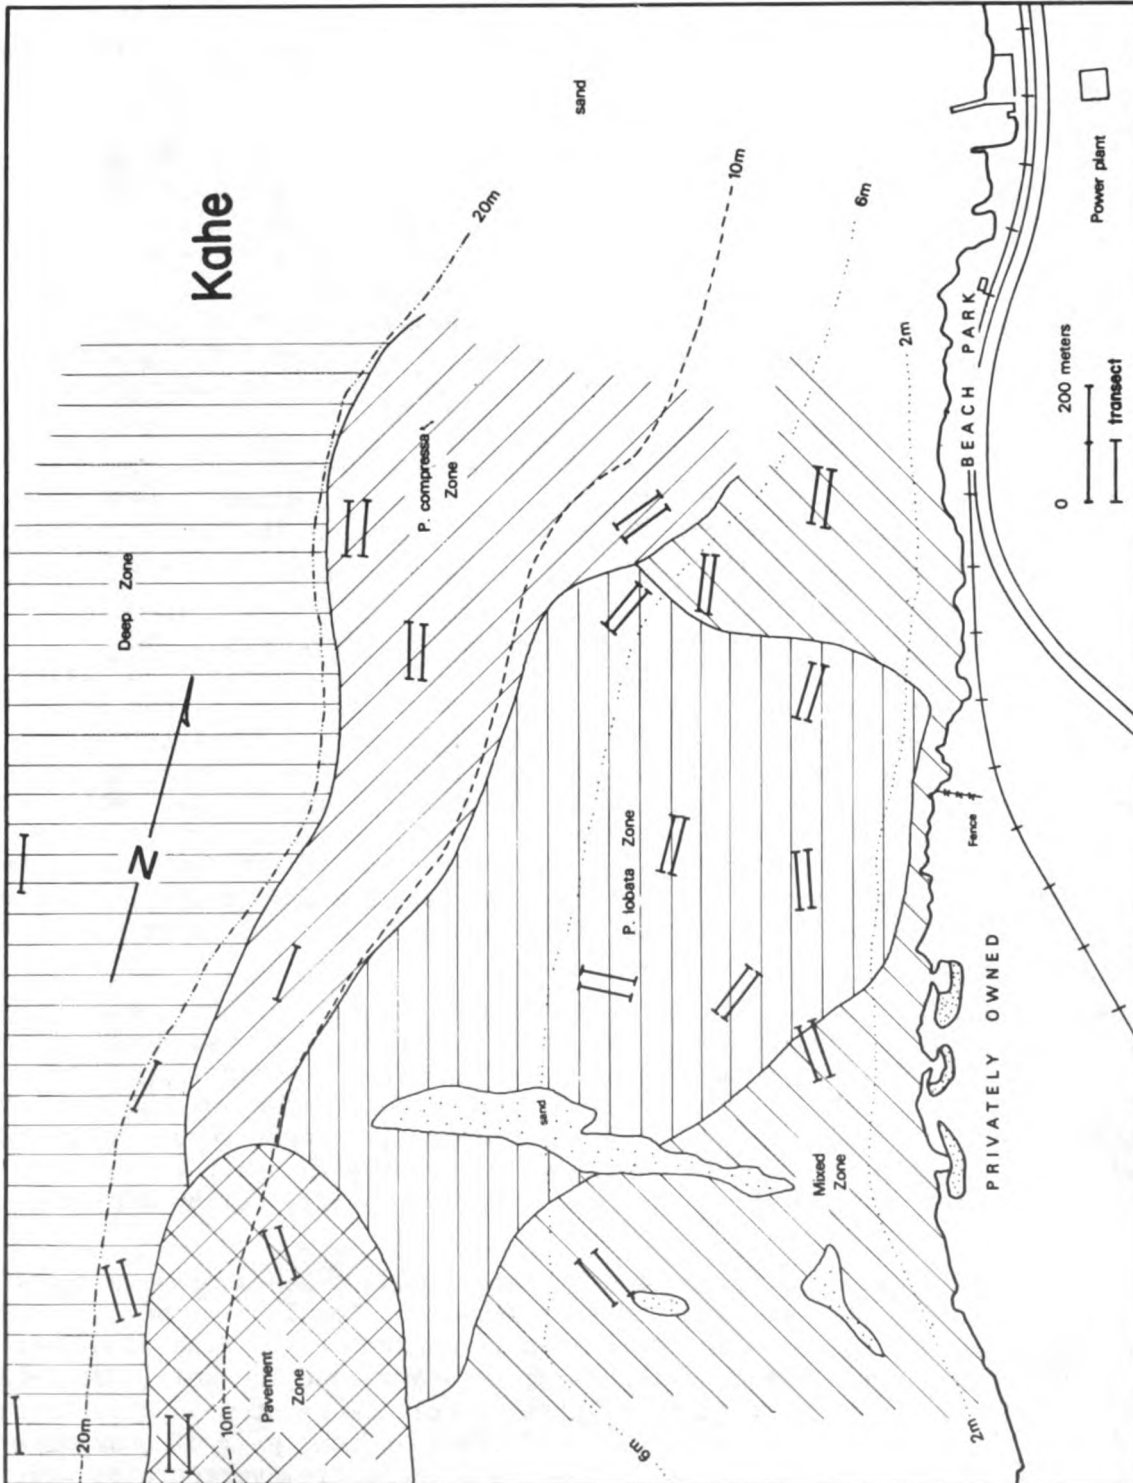 Kahe
sand
20m
10m
6m
2m
P. compressa
Zone
Deep Zone
N
P. lobata Zone
sand
Mixed
Zone
Pavement
Zone
20m
10m
6m
2m
BEACH PARK
Fence
PRIVATELY OWNED
Power plant
0 200 meters
transect